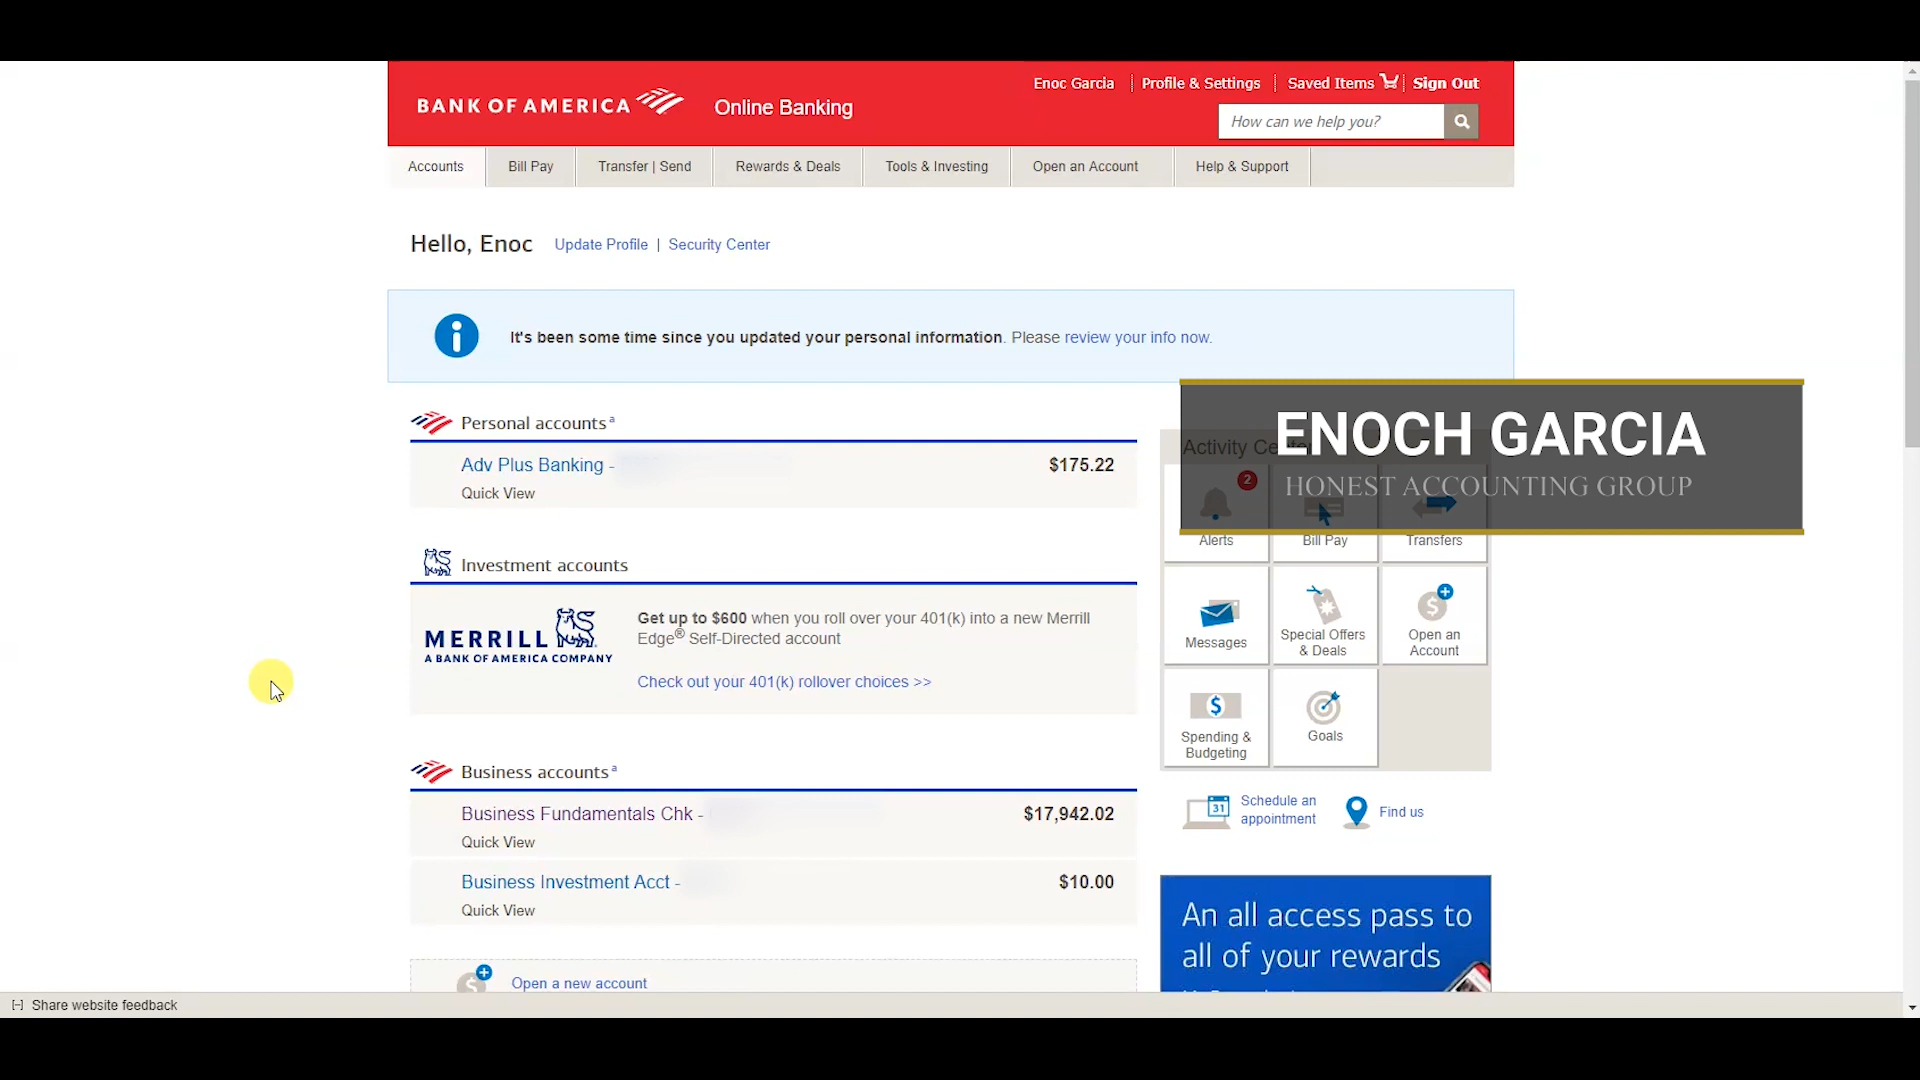 BANK OF AMERICA
Online Banking
Enoc Garcia
Profile & Settings
Saved Items
Sign Out
How can we help you?
Accounts
Bill Pay
Transfer | Send
Rewards & Deals
Tools & Investing
Open an Account
Help & Support
Hello, Enoc
Update Profile | Security Center
It's been some time since you updated your personal information. Please review your info now.
Personal accounts a
Adv Plus Banking -
$175.22
Quick View
Investment accounts
MERRILL
A BANK OF AMERICA COMPANY
Get up to $600 when you roll over your 401(k) into a new Merrill
Edge® Self-Directed account
Check out your 401(k) rollover choices >>
Business accounts a
Business Fundamentals Chk -
$17,942.02
Quick View
Business Investment Acct -
$10.00
Quick View
Open a new account
ENOCH GARCIA
HONEST ACCOUNTING GROUP
Activity
2
Alerts
Bill Pay
Transfers
Messages
Special Offers
& Deals
Open an
Account
Spending &
Budgeting
Goals
31
Schedule an
appointment
Find us
An all access pass to
all of your rewards
[-] Share website feedback